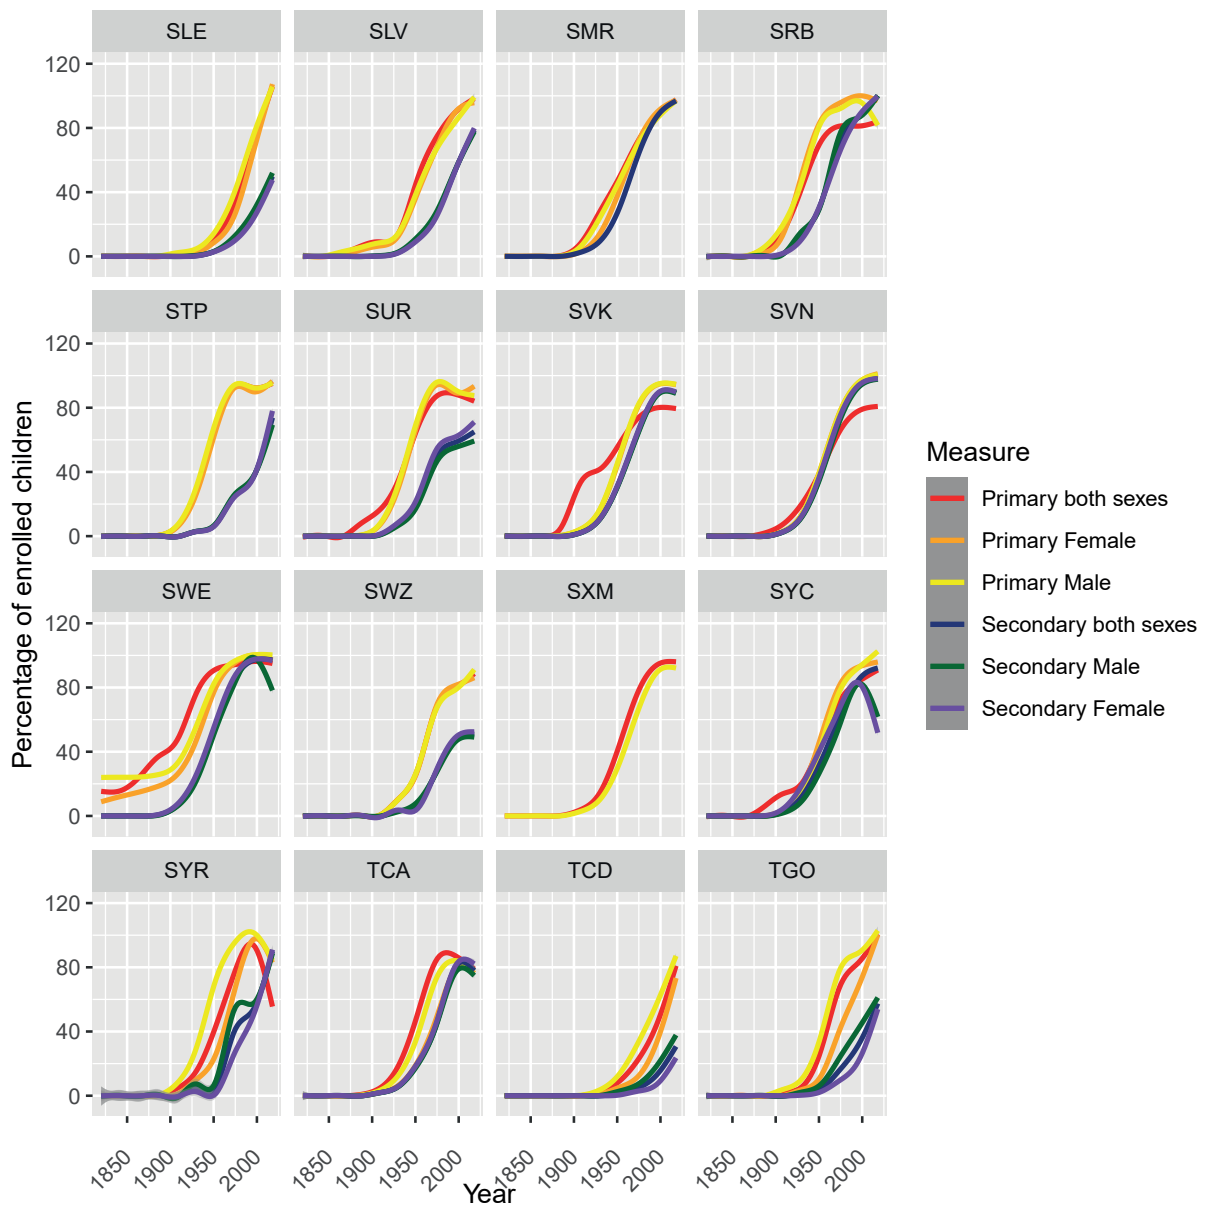 SLE SLV SMR SRB
120
80
40
0
STP SUR SVK SVN
120
80
40
0
SWE SWZ SXM SYC
120
80
40
0
SYR TCA TCD TGO
120
80
40
0
1850 1900 1950 2000 1850 1900 1950 2000 1850 1900 1950 2000 1850 1900 1950 2000
Year
Percentage of enrolled children
Measure
Primary both sexes
Primary Female
Primary Male
Secondary both sexes
Secondary Male
Secondary Female